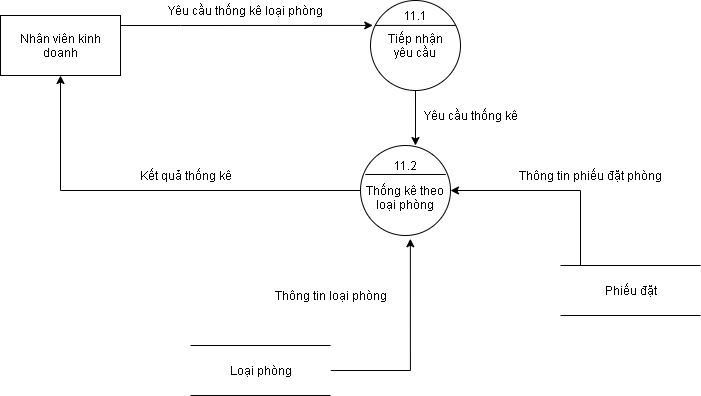 Yêu cầu thống kê loại phòng
11.1
Tiếp nhận
yêu cầu
Nhân viên kinh
doanh
Yêu cầu thống kê
11.2
Thống kê theo
loại phòng
Kết quả thống kê
Thông tin phiếu đặt phòng
Thông tin loại phòng
Phiếu đặt
Loại phòng